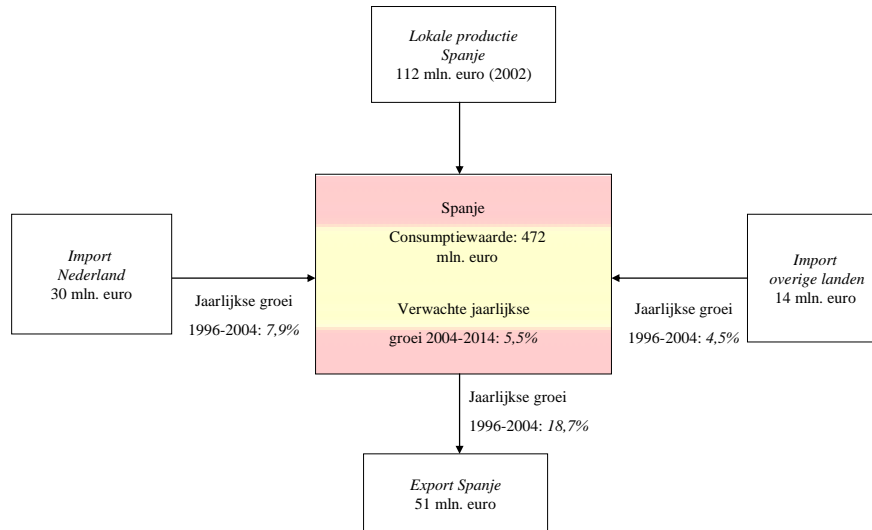 Lokale productie
Spanje
112 mln. euro (2002)
Spanje
Consumptiewaarde: 472
mln. euro
Verwachte jaarlijkse
groei 2004-2014: 5,5%
Import
Nederland
30 mln. euro
Jaarlijkse groei
1996-2004: 7,9%
Import
overige landen
14 mln. euro
Jaarlijkse groei
1996-2004: 4,5%
Jaarlijkse groei
1996-2004: 18,7%
Export Spanje
51 mln. euro